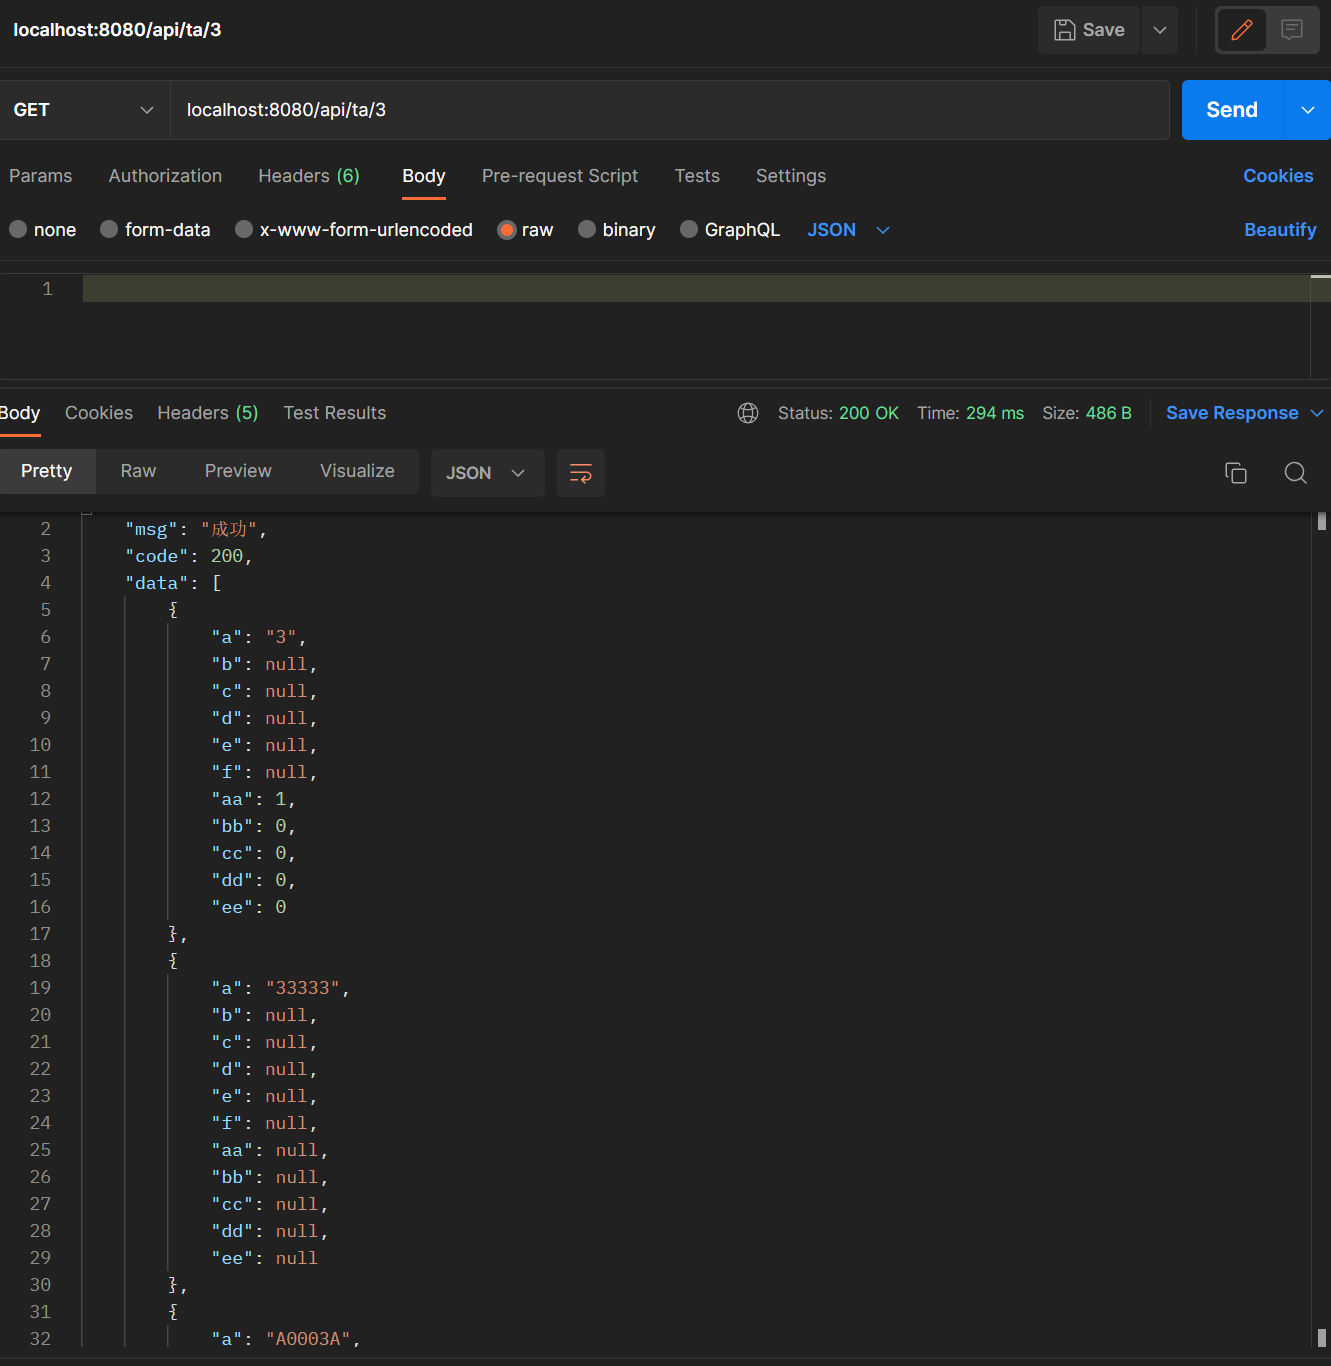 localhost:8080/api/ta/3
Save
GET
localhost:8080/api/ta/3
Send
Params Authorization Headers (6) Body Pre-request Script Tests Settings Cookies
none form-data x-www-form-urlencoded raw binary GraphQL JSON Beautify
1
Body Cookies Headers (5) Test Results Status: 200 OK Time: 294 ms Size: 486 B Save Response
Pretty Raw Preview Visualize JSON
2 "msg": "成功",
3 "code": 200,
4 "data": [
5 {
6 "a": "3",
7 "b": null,
8 "c": null,
9 "d": null,
10 "e": null,
11 "f": null,
12 "aa": 1,
13 "bb": 0,
14 "cc": 0,
15 "dd": 0,
16 "ee": 0
17 },
18 {
19 "a": "33333",
20 "b": null,
21 "c": null,
22 "d": null,
23 "e": null,
24 "f": null,
25 "aa": null,
26 "bb": null,
27 "cc": null,
28 "dd": null,
29 "ee": null
30 },
31 {
32 "a": "A0003A",